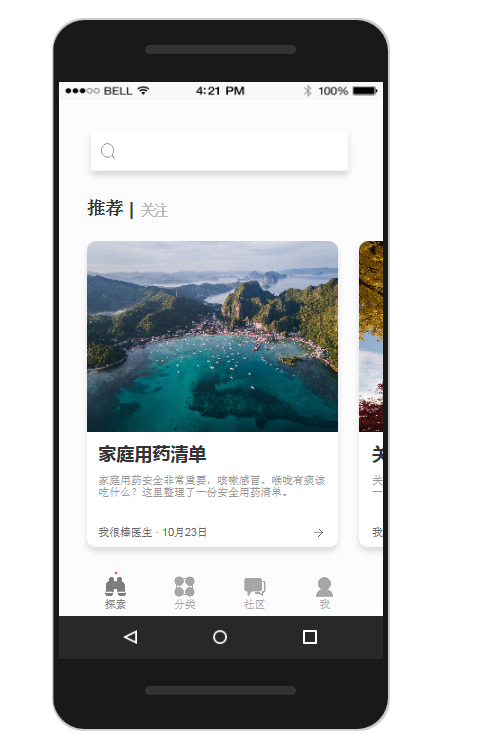 BELL 4:21 PM 100%
推荐 | 关注
家庭用药清单
家庭用药安全非常重要，咳嗽感冒、喉咙有痰该
吃什么？这里整理了一份安全用药清单。
我很棒医生 · 10月23日
关
关
一
我
探索 分类 社区 我